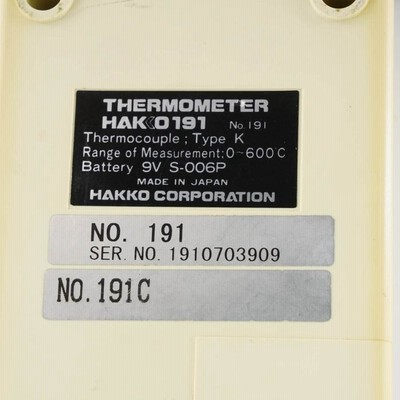 THERMOMETER
HAKKO191 No.191
Thermocouple ; Type K
Range of Measurement:0~600℃
Battery 9V S-006P
MADE IN JAPAN
HAKKO CORPORATION
NO. 191
SER. NO. 1910703909
NO.191C